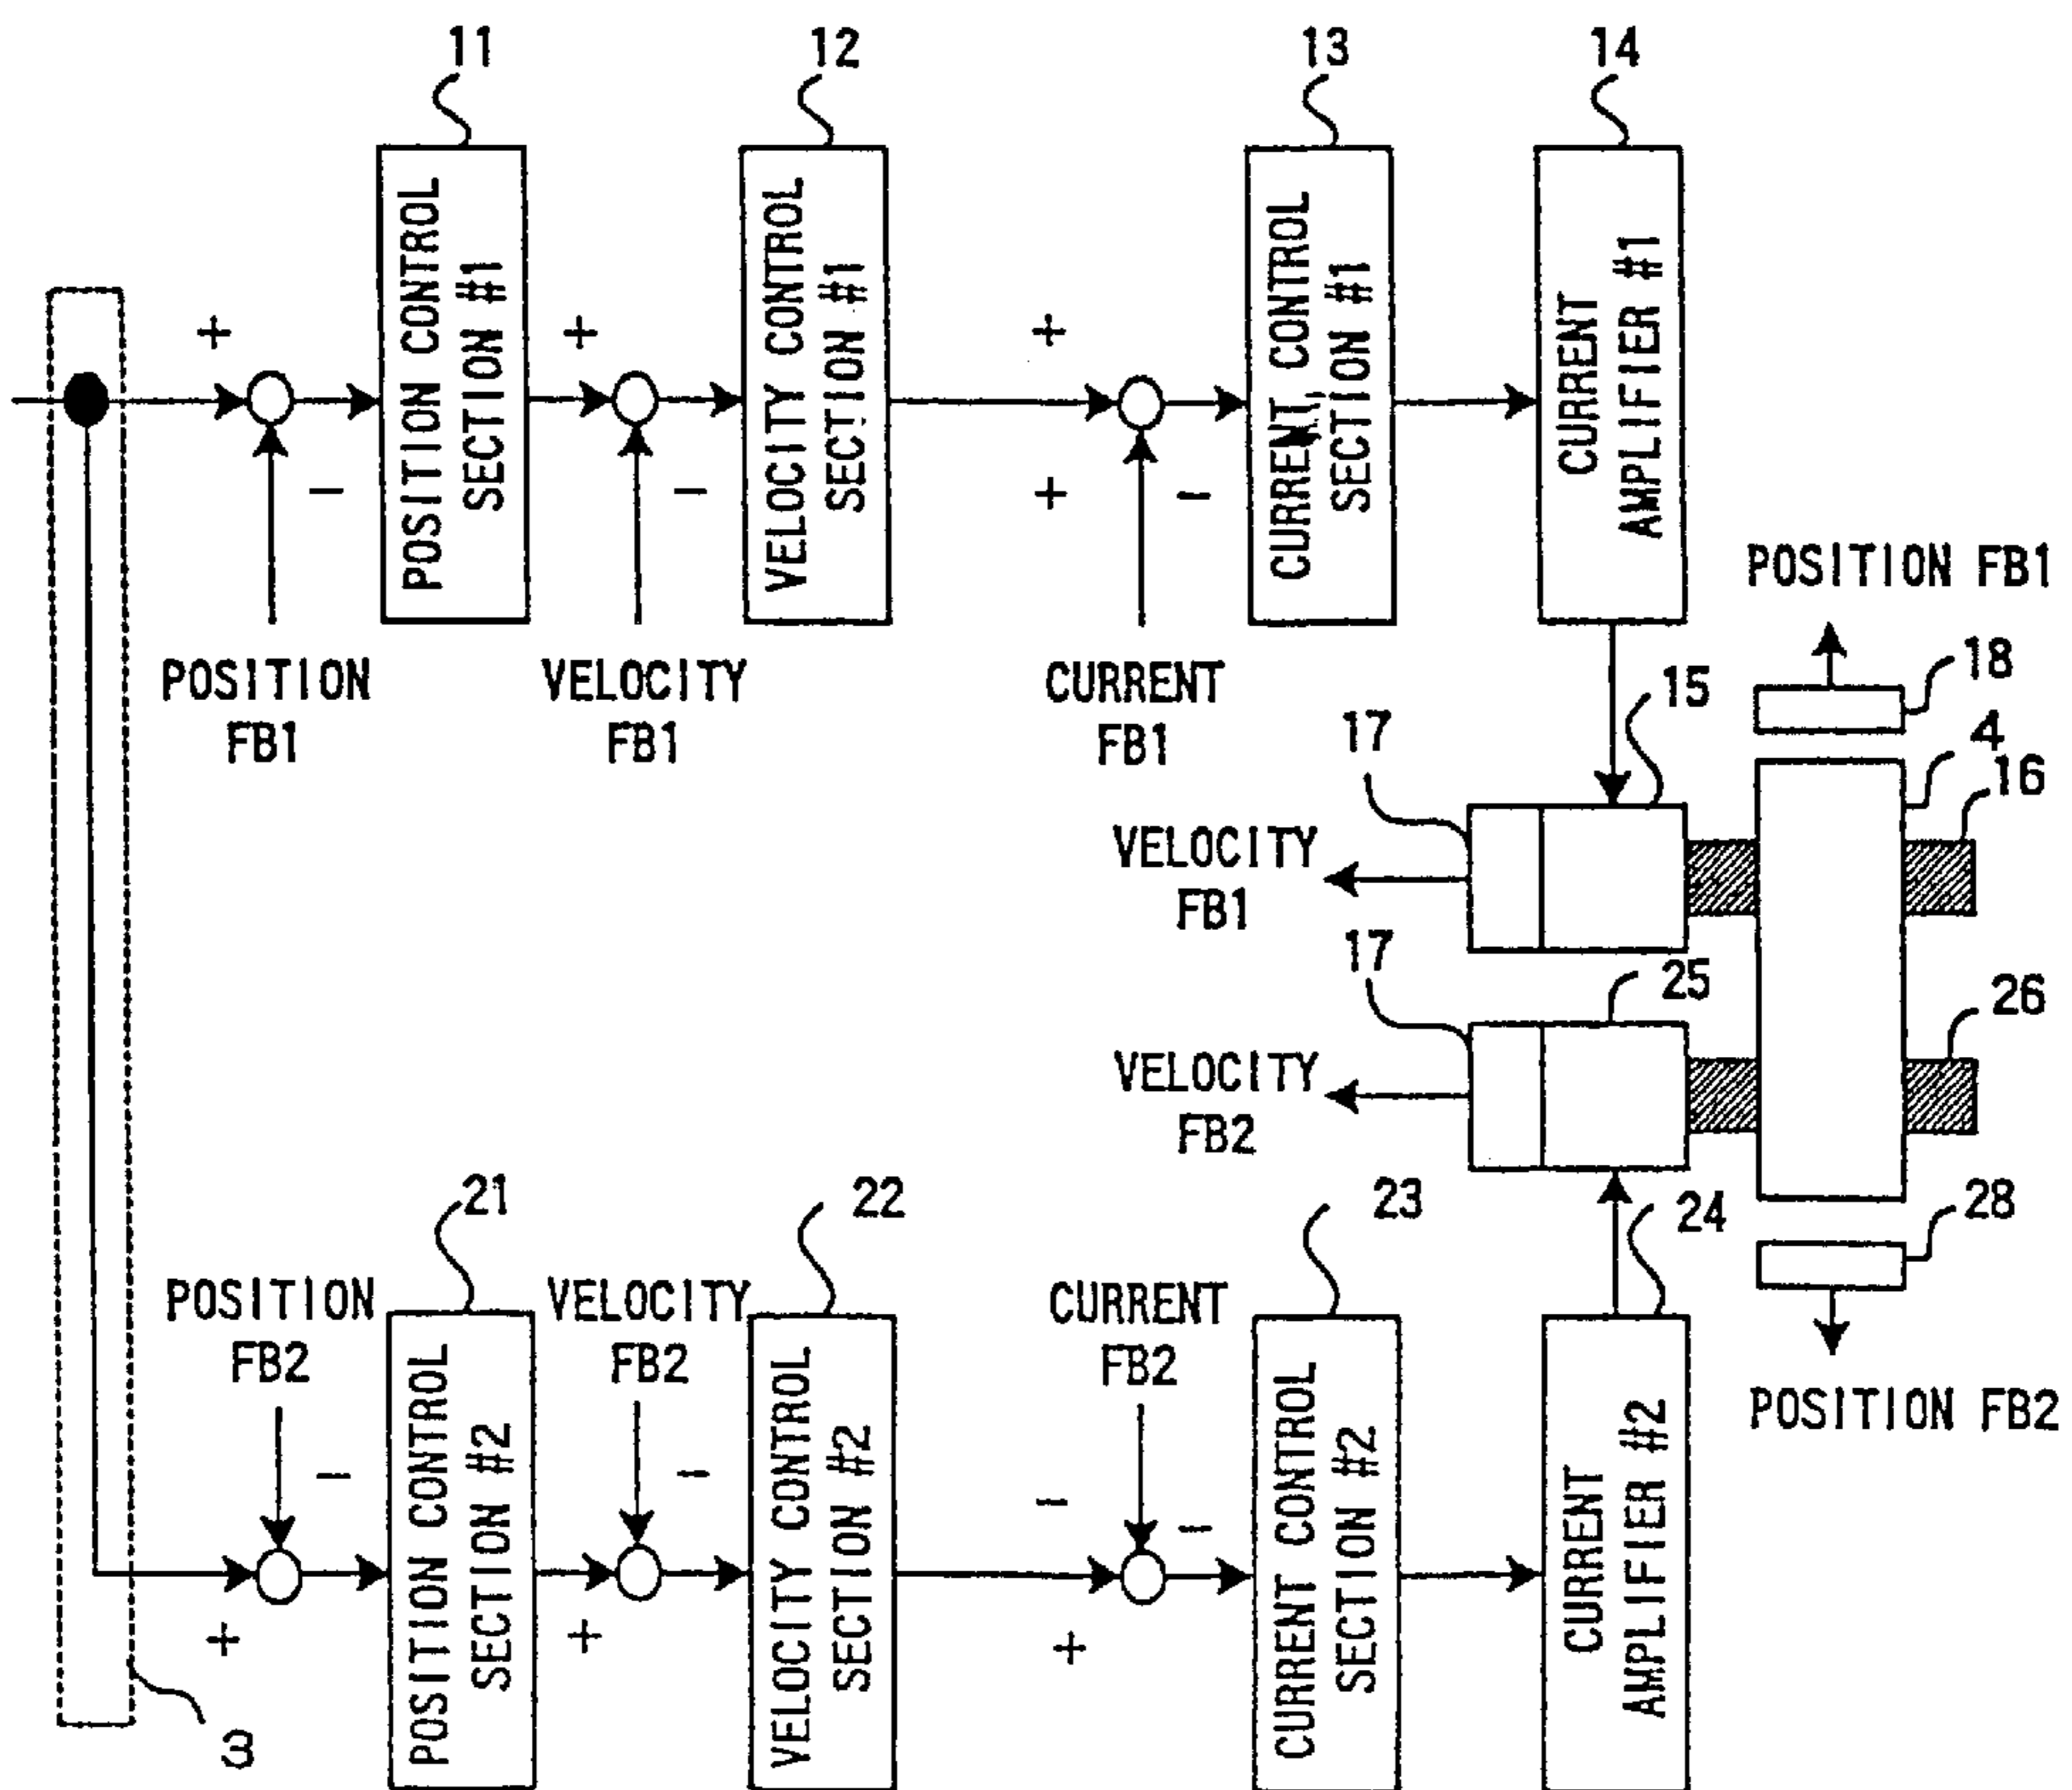 11
12
13
14
POSITION CONTROL
SECTION #1
VELOCITY CONTROL
SECTION #1
CURRENT CONTROL
SECTION #1
CURRENT
AMPLIFIER #1
+
+
+
-
-
+
-
POSITION
FB1
VELOCITY
FB1
CURRENT
FB1
POSITION FB1
18
15
4
17
16
VELOCITY
FB1
17
25
26
VELOCITY
FB2
21
22
23
24
28
POSITION
FB2
VELOCITY
FB2
CURRENT
FB2
POSITION FB2
POSITION CONTROL
SECTION #2
VELOCITY CONTROL
SECTION #2
CURRENT CONTROL
SECTION #2
CURRENT
AMPLIFIER #2
-
-
-
-
+
+
+
3